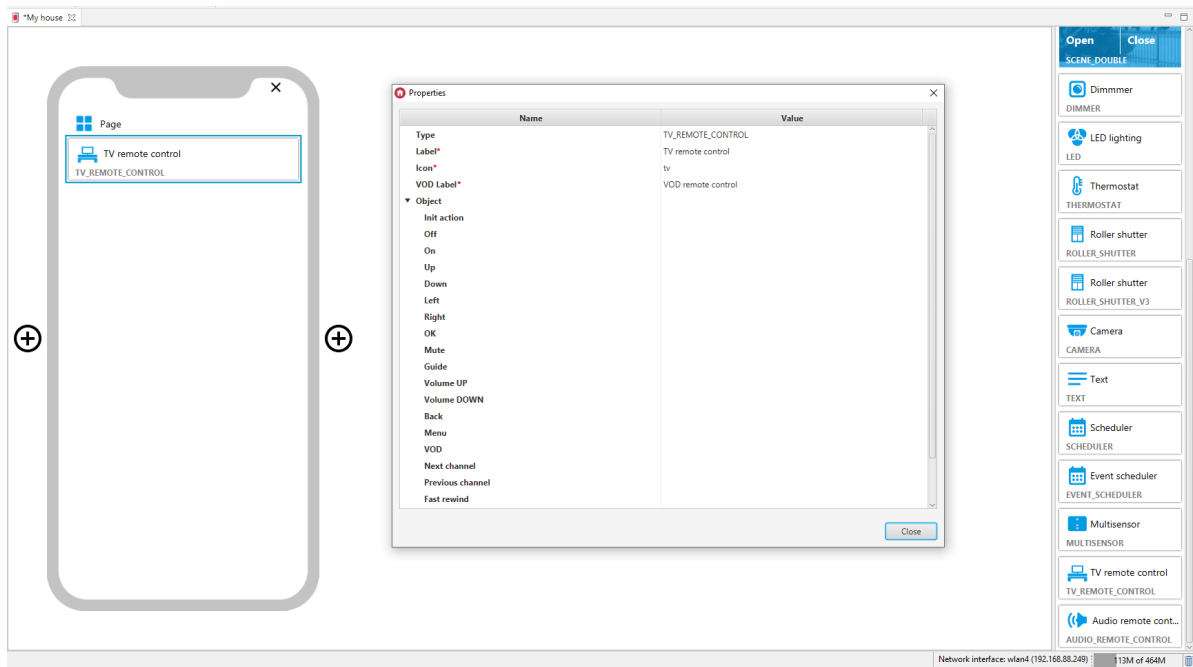 *My house
Page
TV remote control
TV_REMOTE_CONTROL
Properties
Name Value
Type TV_REMOTE_CONTROL
Label* TV remote control
Icon* tv
VOD Label* VOD remote control
Object
Init action
Off
On
Up
Down
Left
Right
OK
Mute
Guide
Volume UP
Volume DOWN
Back
Menu
VOD
Next channel
Previous channel
Fast rewind
Close
Open Close
SCENE_DOUBLE
Dimmmer
DIMMER
LED lighting
LED
Thermostat
THERMOSTAT
Roller shutter
ROLLER_SHUTTER
Roller shutter
ROLLER_SHUTTER_V3
Camera
CAMERA
Text
TEXT
Scheduler
SCHEDULER
Event scheduler
EVENT_SCHEDULER
Multisensor
MULTISENSOR
TV remote control
TV_REMOTE_CONTROL
Audio remote cont...
AUDIO_REMOTE_CONTROL
Network interface: wlan4 (192.168.88.249) 113M of 464M